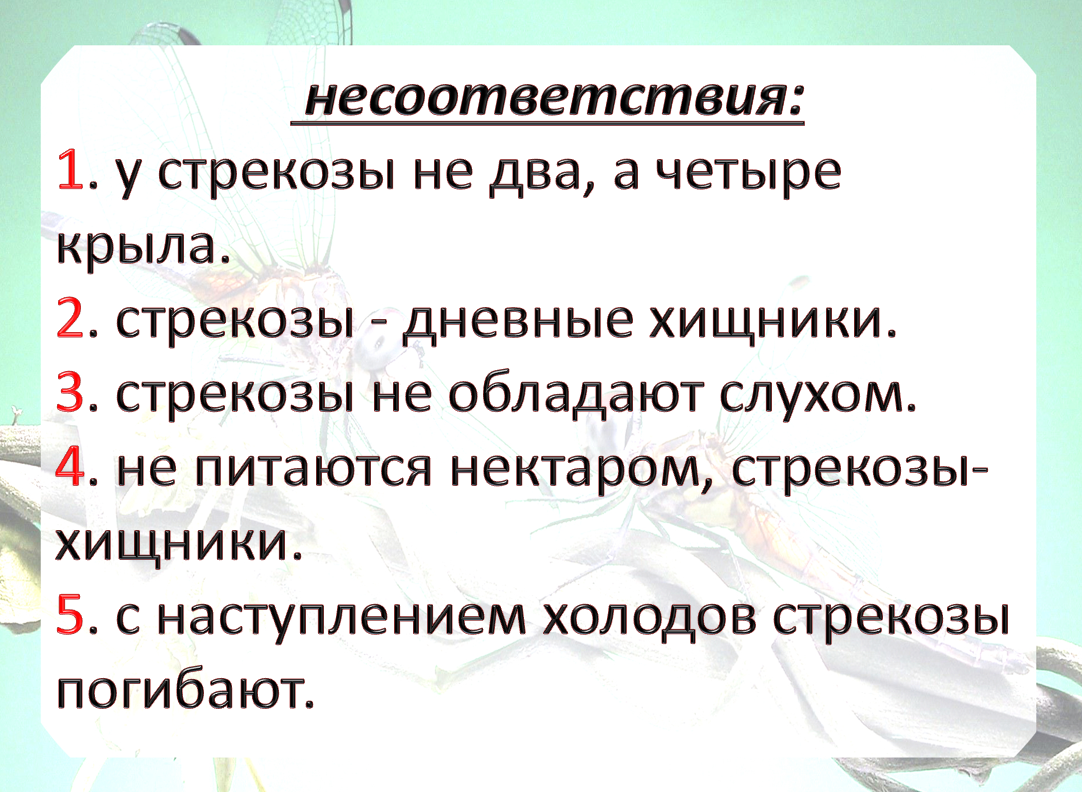 несоответствия:
1. у стрекозы не два, а четыре
крыла.
2. стрекозы - дневные хищники.
3. стрекозы не обладают слухом.
4. не питаются нектаром, стрекозы-
хищники.
5. с наступлением холодов стрекозы
погибают.